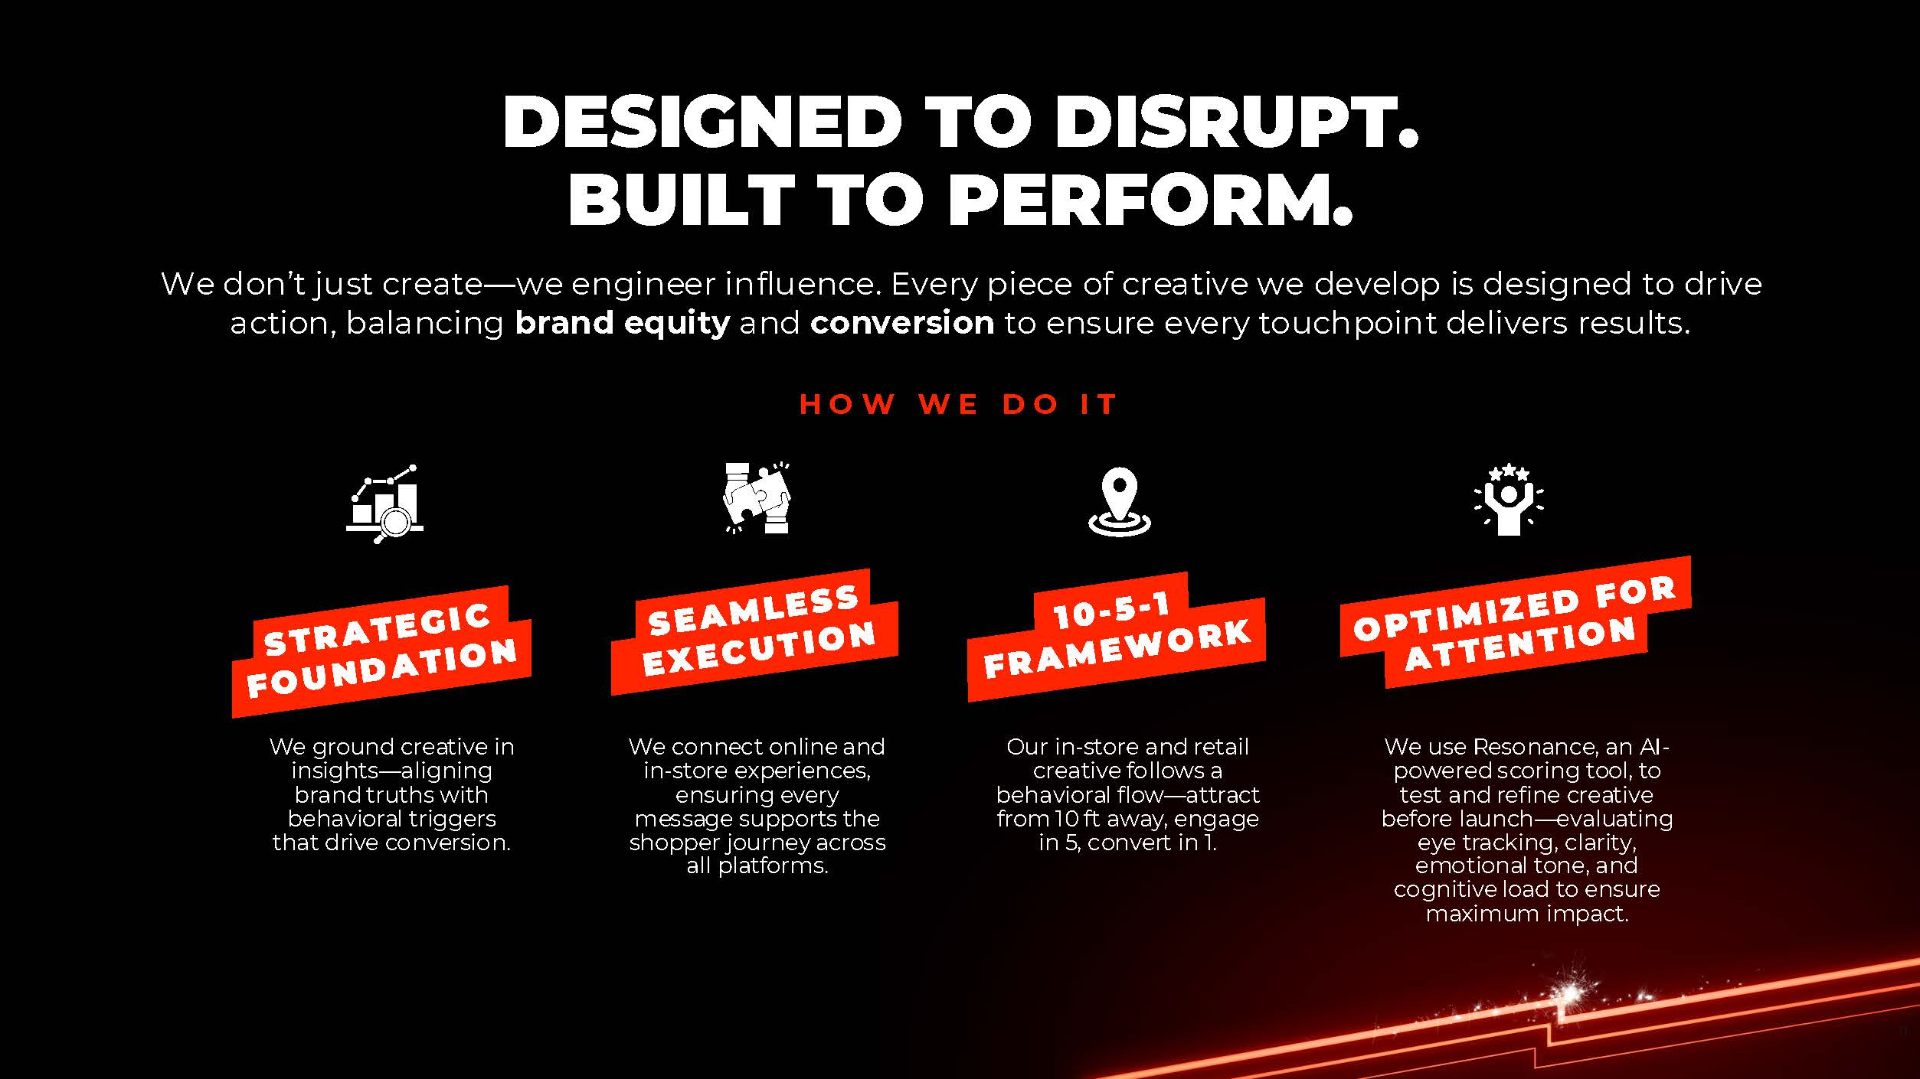 DESIGNED TO DISRUPT.
BUILT TO PERFORM.
We don’t just create—we engineer influence. Every piece of creative we develop is designed to drive
action, balancing brand equity and conversion to ensure every touchpoint delivers results.
HOW WE DO IT
STRATEGIC
FOUNDATION
We ground creative in
insights—aligning
brand truths with
behavioral triggers
that drive conversion.
SEAMLESS
EXECUTION
We connect online and
in-store experiences,
ensuring every
message supports the
shopper journey across
all platforms.
10-5-1
FRAMEWORK
Our in-store and retail
creative follows a
behavioral flow—attract
from 10 ft away, engage
in 5, convert in 1.
OPTIMIZED FOR
ATTENTION
We use Resonance, an AI-
powered scoring tool, to
test and refine creative
before launch—evaluating
eye tracking, clarity,
emotional tone, and
cognitive load to ensure
maximum impact.